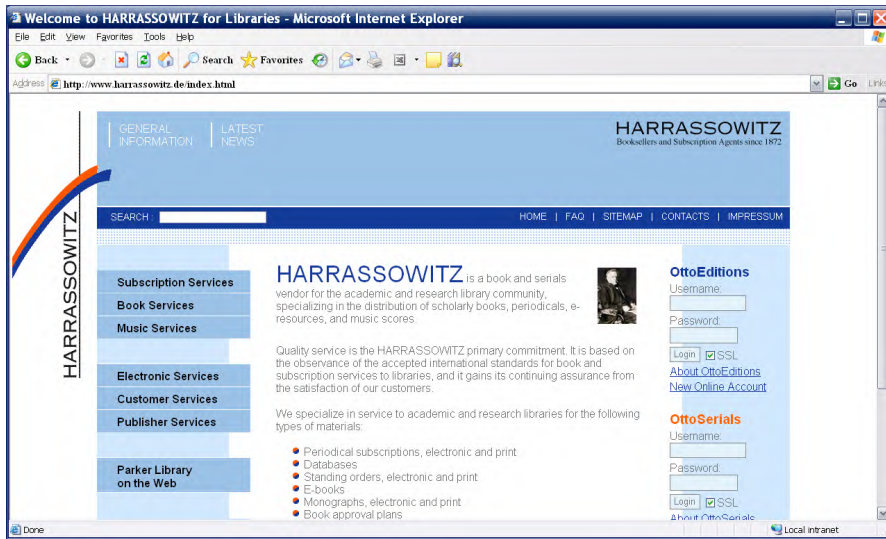 Welcome to HARRASSOWITZ for Libraries - Microsoft Internet Explorer
File Edit View Favorites Tools Help
Back Search Favorites
Address http://www.harrassowitz.de/index.html Go Links
GENERAL INFORMATION
LATEST NEWS
HARRASSOWITZ
Booksellers and Subscription Agents since 1872
SEARCH :
HOME | FAQ | SITEMAP | CONTACTS | IMPRESSUM
HARRASSOWITZ
Subscription Services
Book Services
Music Services
Electronic Services
Customer Services
Publisher Services
Parker Library
on the Web
HARRASSOWITZ is a book and serials
vendor for the academic and research library community,
specializing in the distribution of scholarly books, periodicals, e-
resources, and music scores.
Quality service is the HARRASSOWITZ primary commitment. It is based on
the observance of the accepted international standards for book and
subscription services to libraries, and it gains its continuing assurance from
the satisfaction of our customers.
We specialize in service to academic and research libraries for the following
types of materials:
Periodical subscriptions, electronic and print
Databases
Standing orders, electronic and print
E-books
Monographs, electronic and print
Book approval plans
OttoEditions
Username:
Password:
Login SSL
About OttoEditions
New Online Account
OttoSerials
Username:
Password:
Login SSL
About OttoSerials
Done
Local intranet